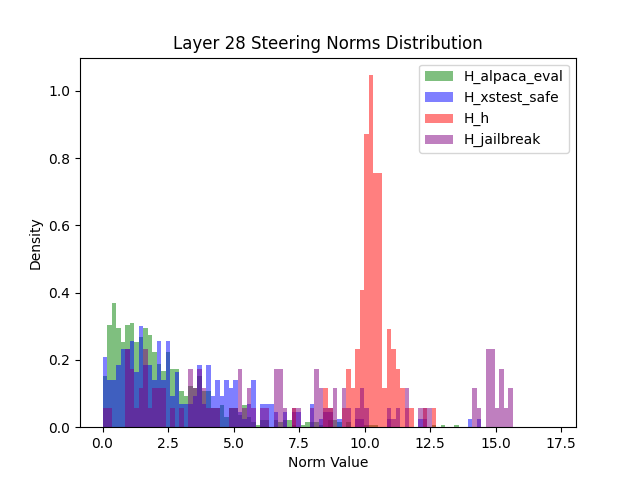 Layer 28 Steering Norms Distribution
H_alpaca_eval
H_xstest_safe
H_h
H_jailbreak
Density
1.0
0.8
0.6
0.4
0.2
0.0
0.0 2.5 5.0 7.5 10.0 12.5 15.0 17.5
Norm Value